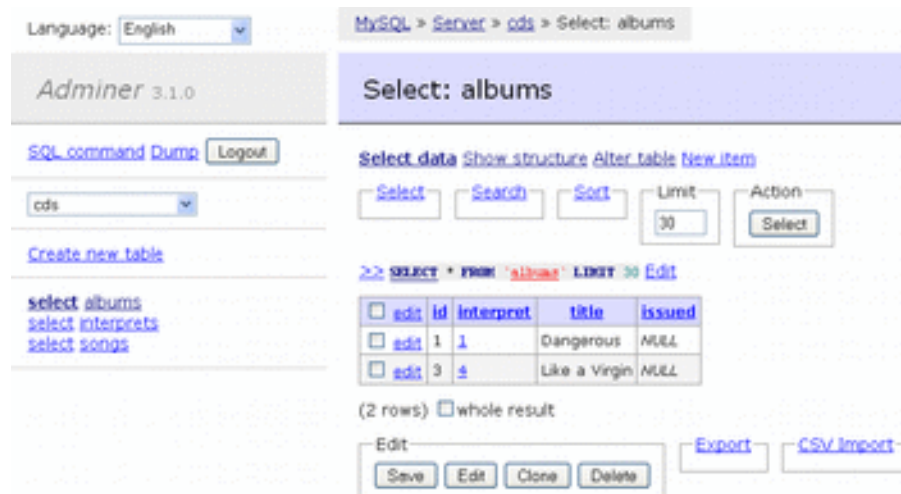 Language: English
MySQL » Server » cds » Select: albums
Adminer 3.1.0
Select: albums
SQL command Dump Logout
cds
Create new table
select albums
select interprets
select songs
Select data Show structure Alter table New item
Select Search Sort Limit Action
30 Select
>> SELECT * FROM `albums` LIMIT 30 Edit
edit id interpret title issued
edit 1 1 Dangerous NULL
edit 3 4 Like a Virgin NULL
(2 rows) whole result
Edit Export CSV Import
Save Edit Clone Delete